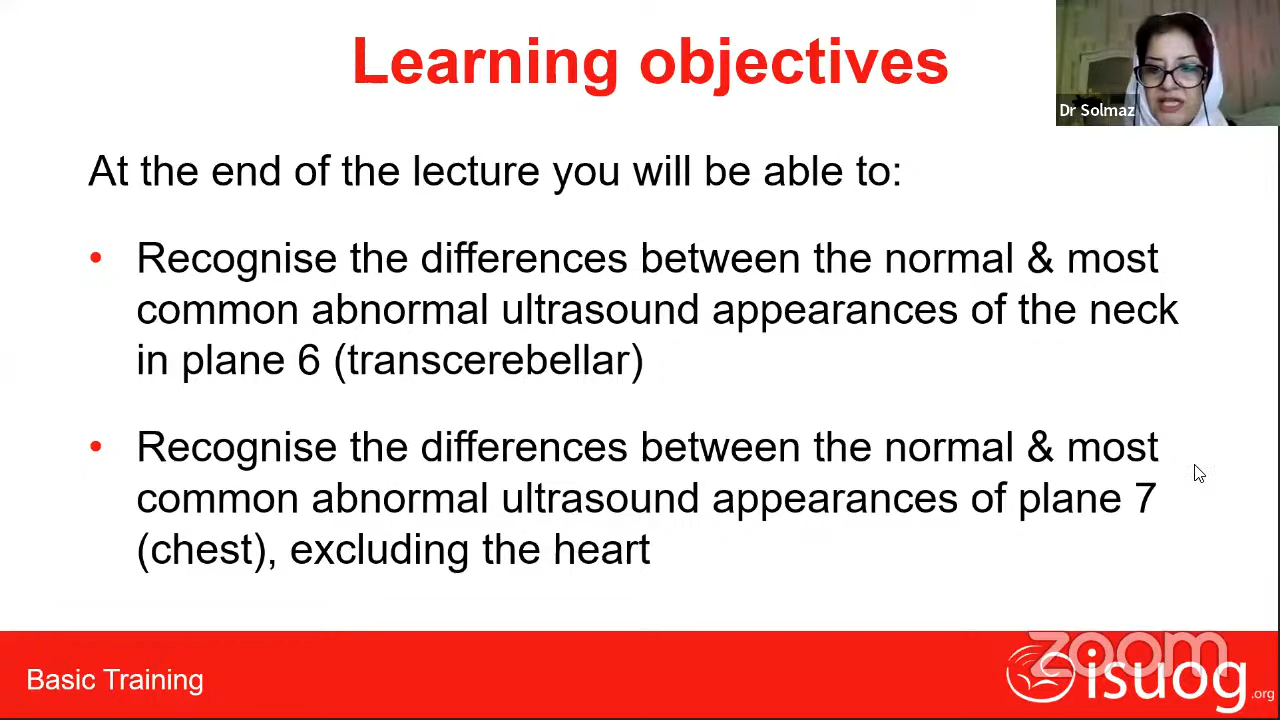 Learning objectives
Dr Solmaz
At the end of the lecture you will be able to:
• Recognise the differences between the normal & most
common abnormal ultrasound appearances of the neck
in plane 6 (transcerebellar)
• Recognise the differences between the normal & most
common abnormal ultrasound appearances of plane 7
(chest), excluding the heart
zoom
Basic Training
isuog.org